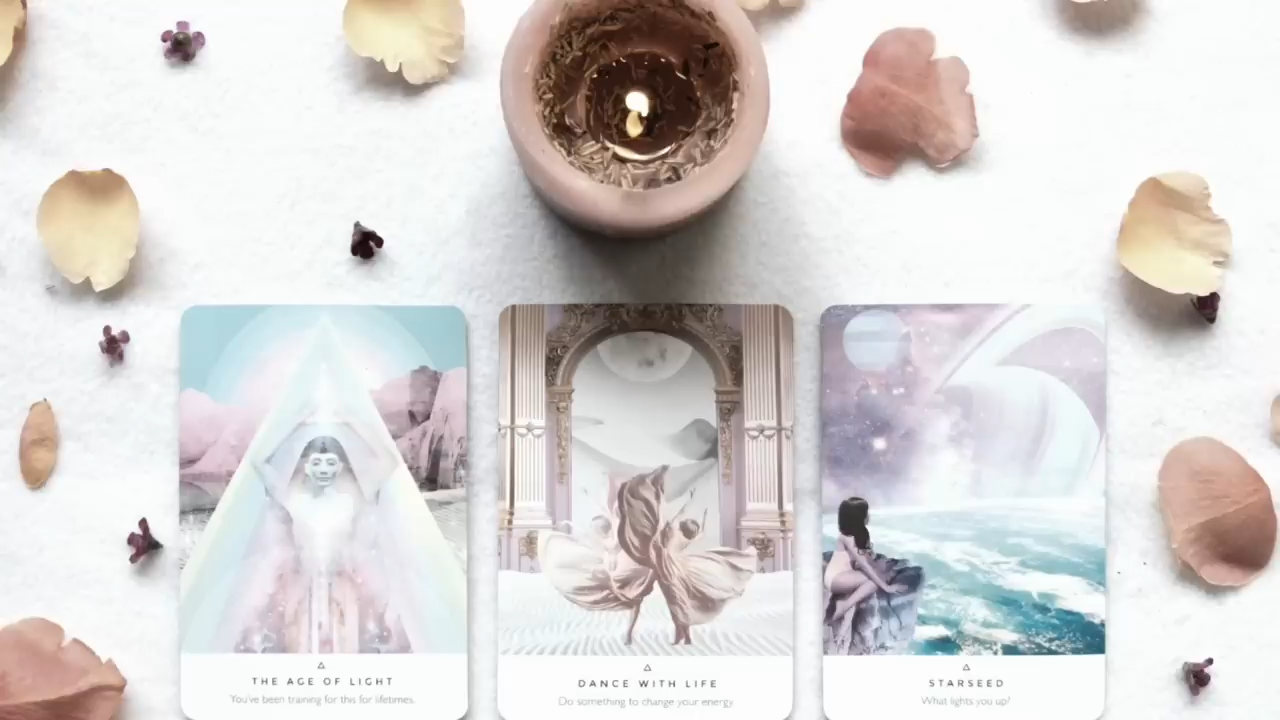 THE AGE OF LIGHT
You've been training for this for lifetimes.
DANCE WITH LIFE
Do something to change your energy
STARSEED
What lights you up?